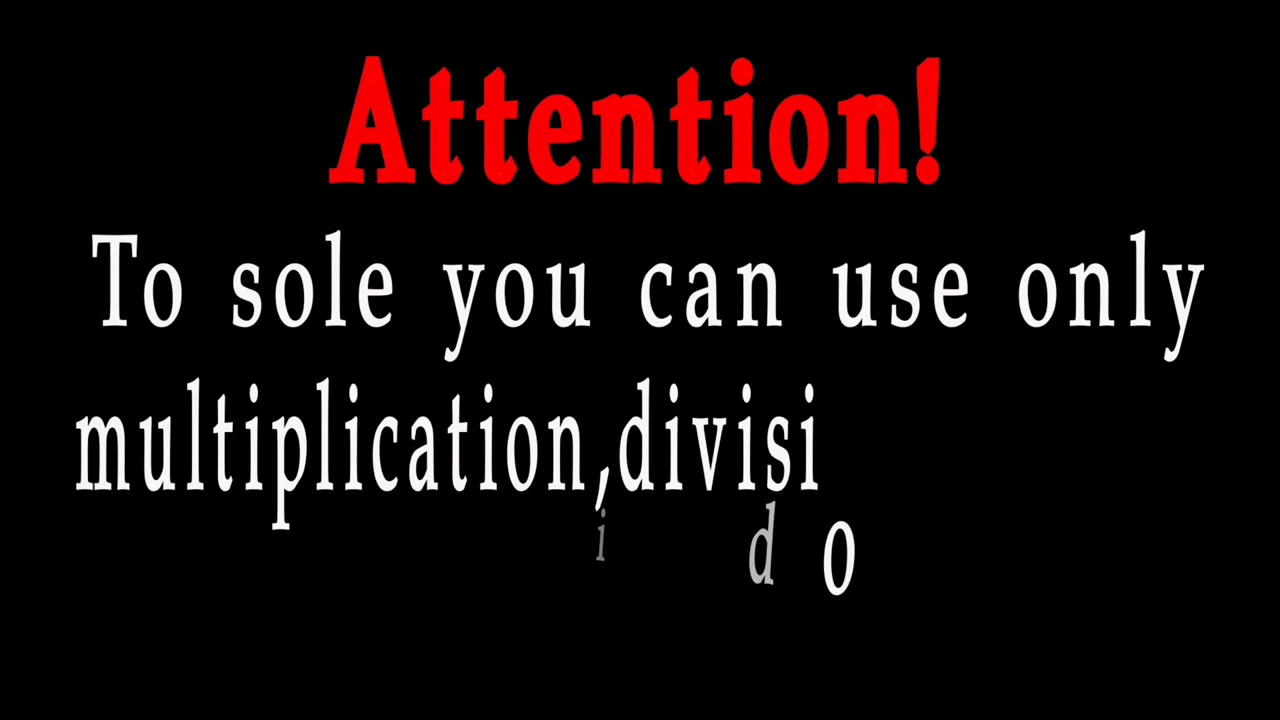 Attention!
To sole you can use only
multiplication,divisi
i d o